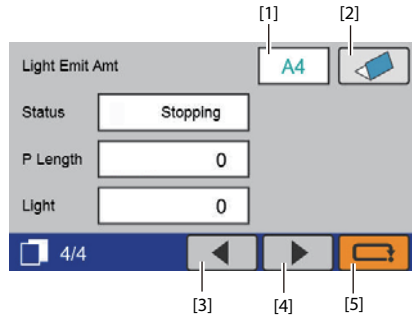 [1] [2]
Light Emit Amt A4
Status Stopping
P Length 0
Light 0
4/4
[3] [4] [5]